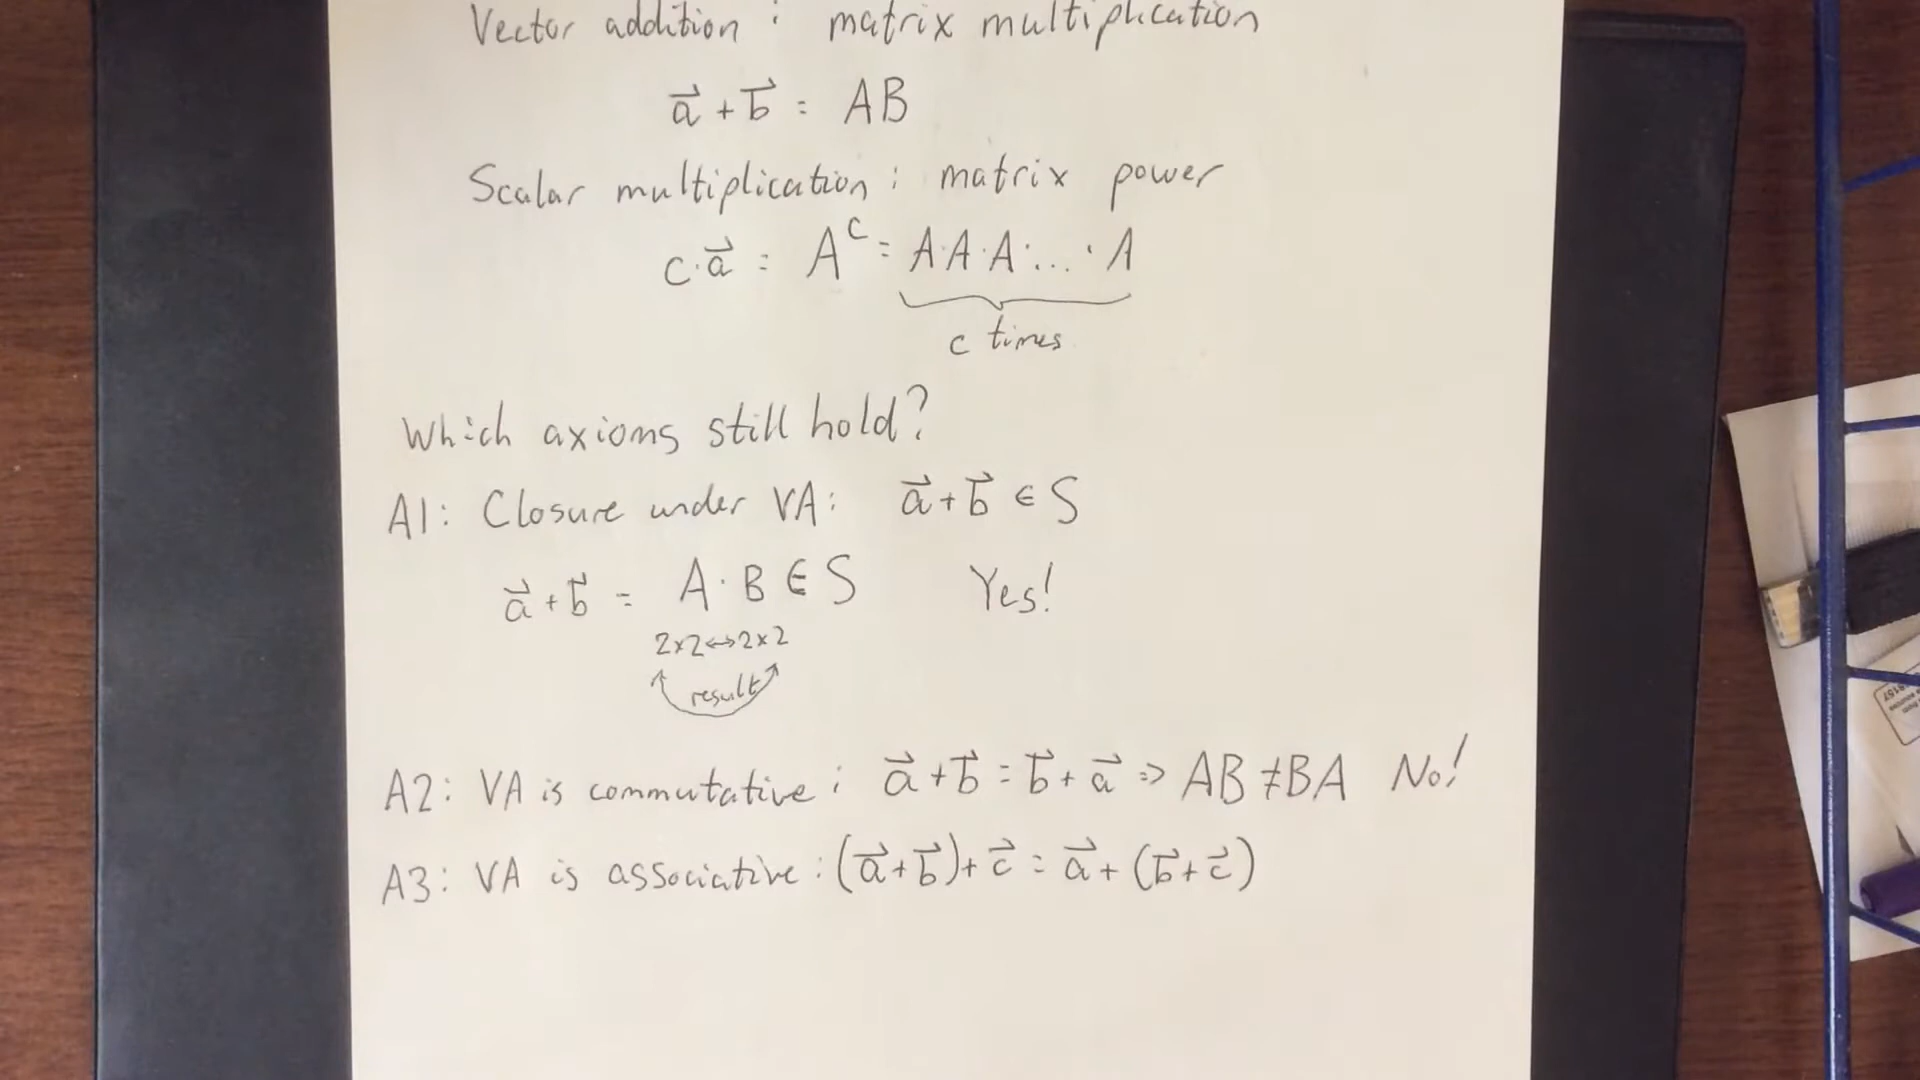 Vector addition : matrix multiplication
a⃗ + b⃗ = AB
Scalar multiplication : matrix power
c·a⃗ = A^c = A·A·A·...·A
c times
Which axioms still hold?
A1: Closure under VA: a⃗ + b⃗ ∈ S
a⃗ + b⃗ = A·B ∈ S Yes!
2×2↔2×2
result
A2: VA is commutative : a⃗ + b⃗ = b⃗ + a⃗ => AB ≠ BA No!
A3: VA is associative : (a⃗ + b⃗) + c⃗ = a⃗ + (b⃗ + c⃗)